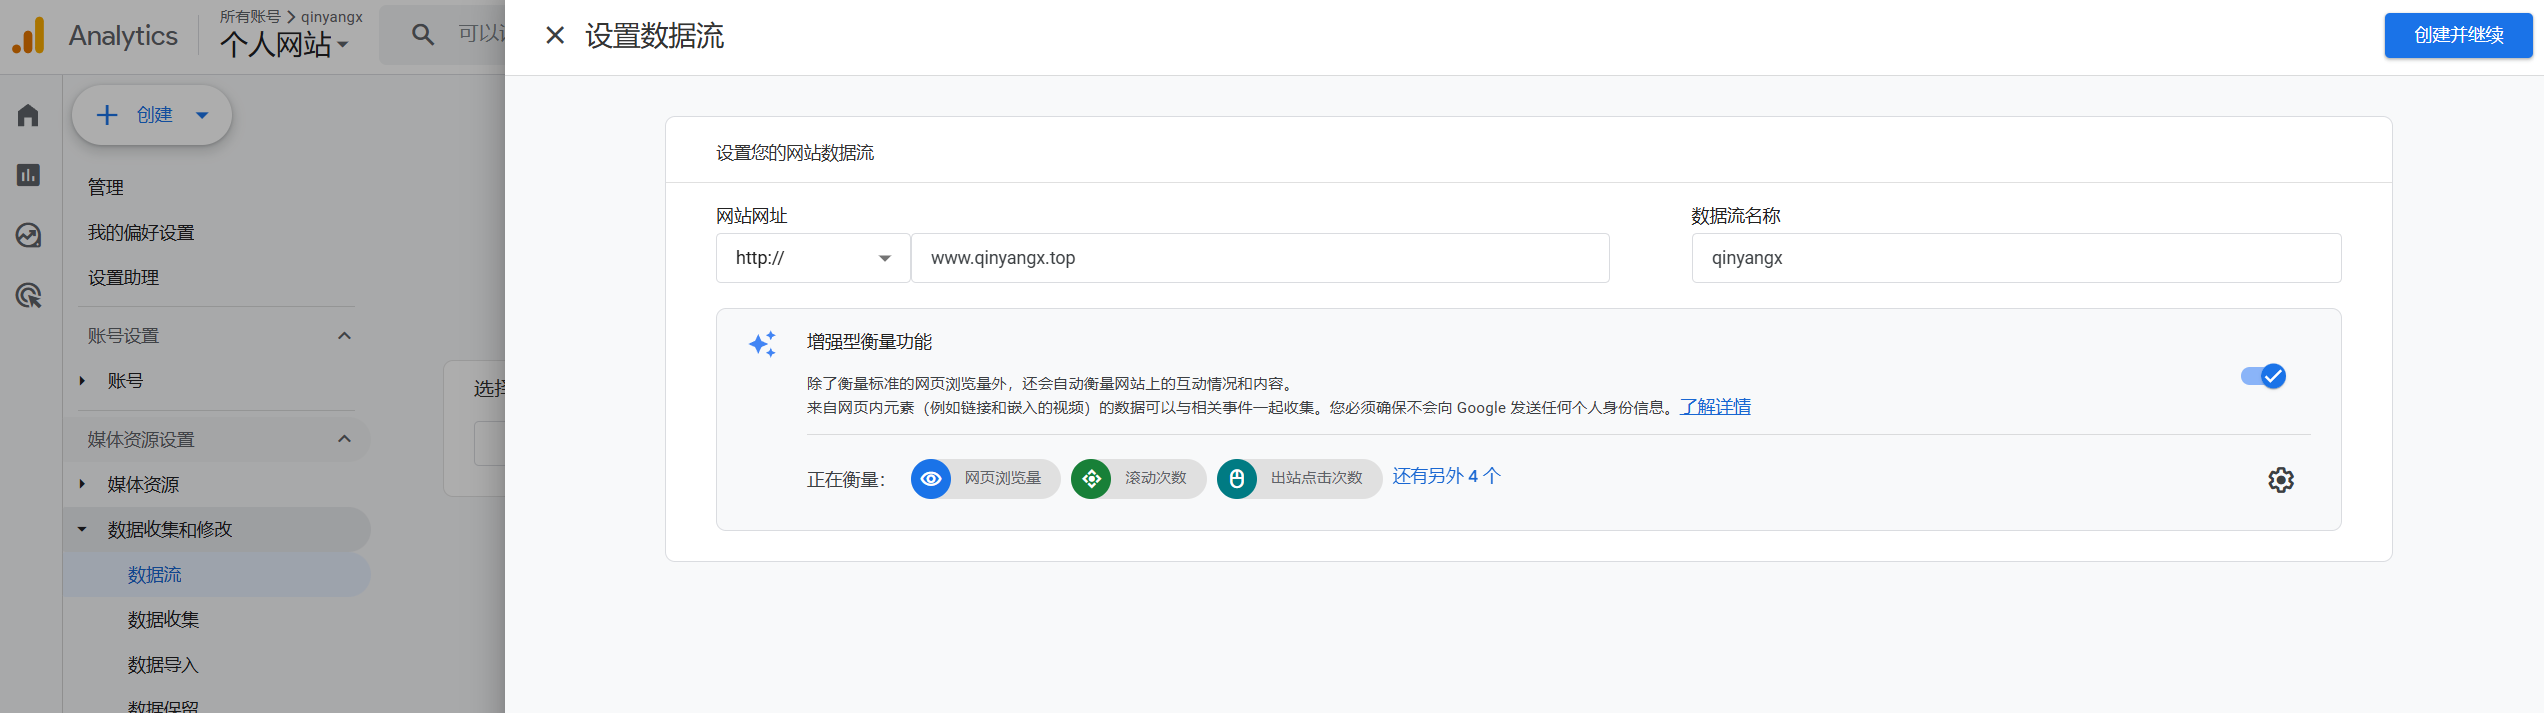 Analytics
所有账号 > qinyangx
个人网站
创建
管理
我的偏好设置
设置助理
账号设置
账号
媒体资源设置
媒体资源
数据收集和修改
数据流
数据收集
数据导入
数据保留
选择
设置数据流
创建并继续
设置您的网站数据流
网站网址
数据流名称
http://
www.qinyangx.top
qinyangx
增强型衡量功能
除了衡量标准的网页浏览量外，还会自动衡量网站上的互动情况和内容。
来自网页内元素（例如链接和嵌入的视频）的数据可以与相关事件一起收集。您必须确保不会向 Google 发送任何个人身份信息。了解详情
正在衡量：
网页浏览量
滚动次数
出站点击次数
还有另外 4 个